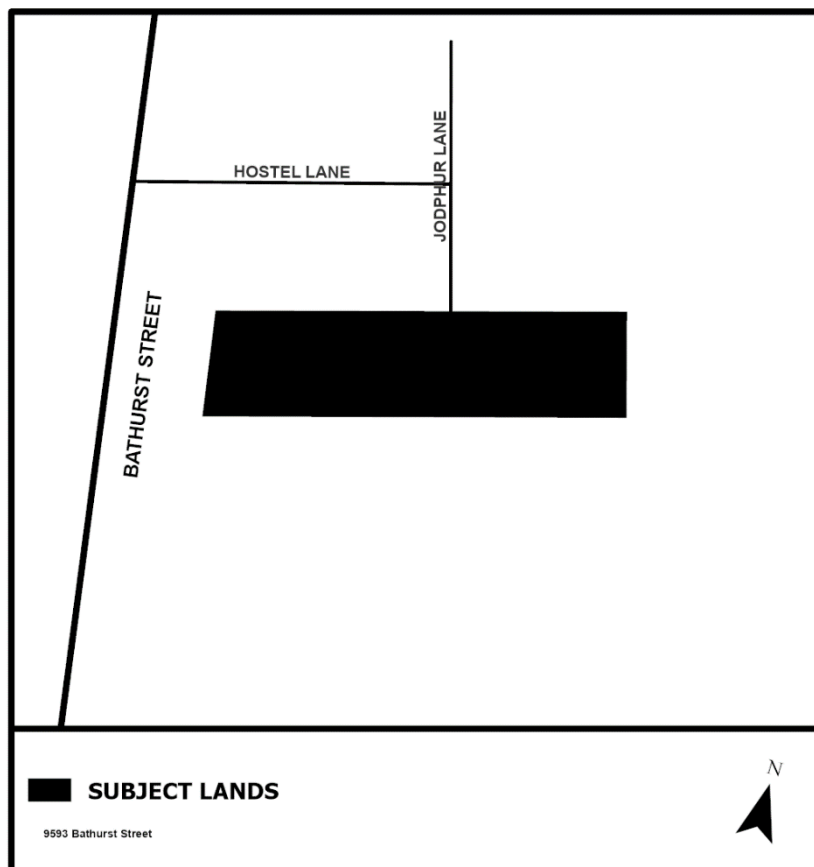 HOSTEL LANE
JODPHUR LANE
BATHURST STREET
SUBJECT LANDS
9593 Bathurst Street
N